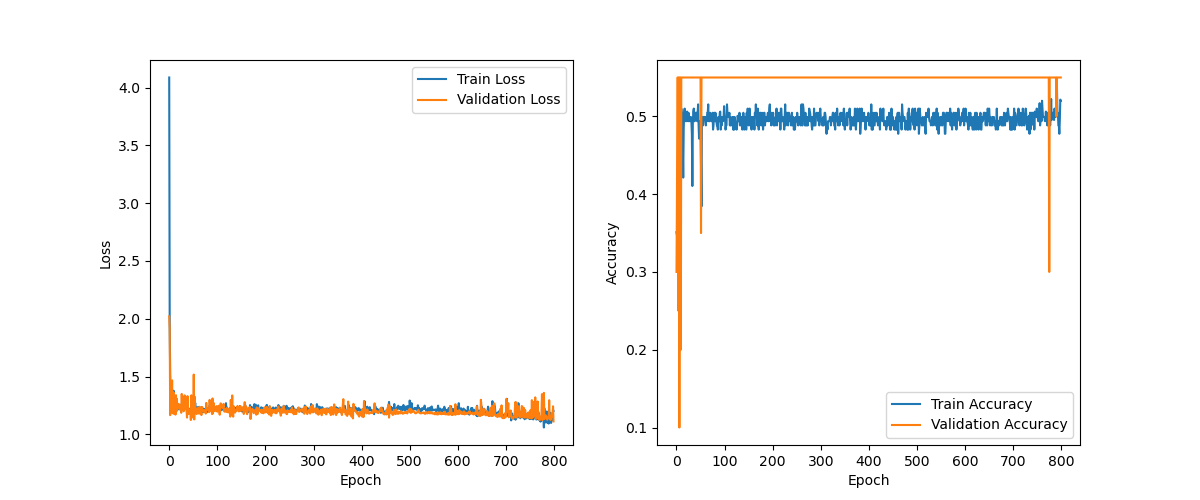 Train Loss
Validation Loss
4.0
3.5
3.0
2.5
2.0
1.5
1.0
Loss
0 100 200 300 400 500 600 700 800
Epoch
0.5
0.4
0.3
0.2
0.1
Accuracy
Train Accuracy
Validation Accuracy
0 100 200 300 400 500 600 700 800
Epoch